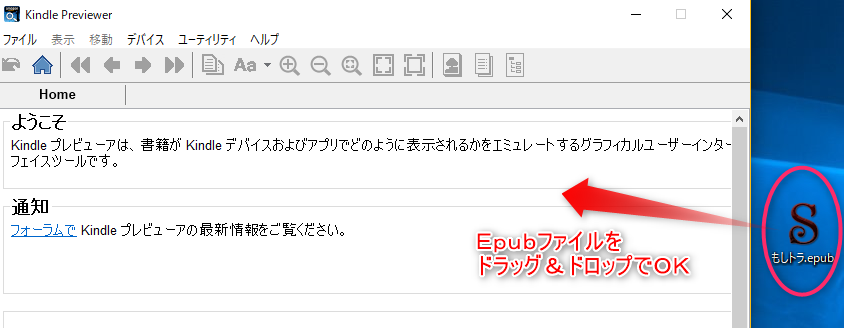 Kindle Previewer
ファイル 表示 移動 デバイス ユーティリティ ヘルプ
Aa
Home
ようこそ
Kindle プレビューアは、書籍が Kindle デバイスおよびアプリでどのように表示されるかをエミュレートするグラフィカルユーザーインター
フェイスツールです。
通知
フォーラムで Kindle プレビューアの最新情報をご覧ください。
Ｅｐｕｂファイルを
ドラッグ＆ドロップでＯＫ
S
もしトラ.epub